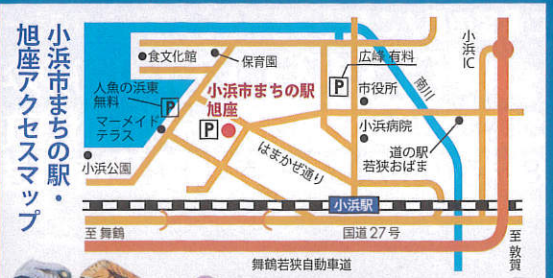 小浜市まちの駅・
旭座アクセスマップ
食文化館
保育園
広峰 有料
P
小浜IC
人魚の浜東
無料
P
小浜市まちの駅
旭座
P
市役所
南川
マーメイド
テラス
小浜病院
道の駅
若狭おばま
はまかぜ通り
小浜公園
小浜駅
至 舞鶴
国道27号
至 敦賀
舞鶴若狭自動車道